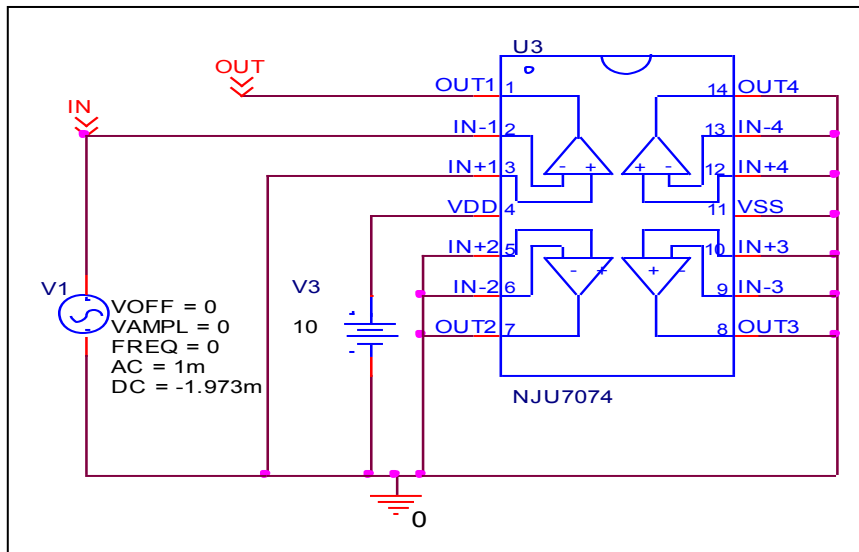 U3
OUT
OUT1 1 14 OUT4
IN
IN-1 2 13 IN-4
IN+1 3 - + + - 12 IN+4
VDD 4 11 VSS
IN+2 5 10 IN+3
- + + -
V1
V3
IN-2 6 9 IN-3
VOFF = 0
VAMPL = 0
10
OUT2 7 8 OUT3
FREQ = 0
AC = 1m
DC = -1.973m
NJU7074
0